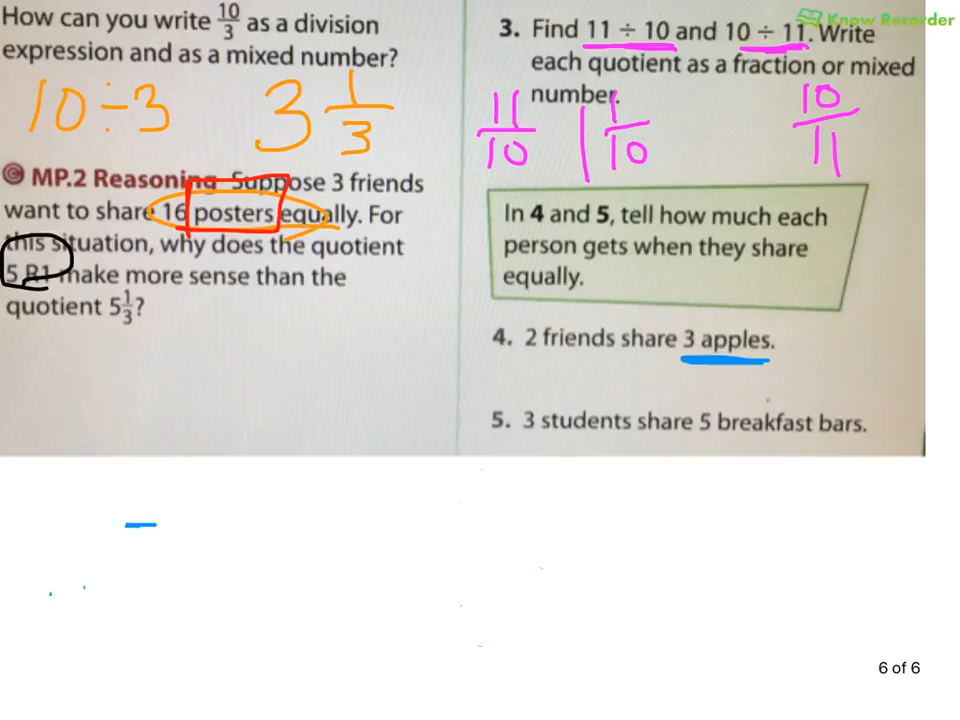 How can you write 10/3 as a division
expression and as a mixed number?
10 ÷ 3 3 1/3
MP.2 Reasoning Suppose 3 friends
want to share 16 posters equally. For
this situation, why does the quotient
5 R1 make more sense than the
quotient 5 1/3?
Know Recorder
3. Find 11 ÷ 10 and 10 ÷ 11. Write
each quotient as a fraction or mixed
number.
11/10 1 1/10 10/11
In 4 and 5, tell how much each
person gets when they share
equally.
4. 2 friends share 3 apples.
5. 3 students share 5 breakfast bars.
6 of 6